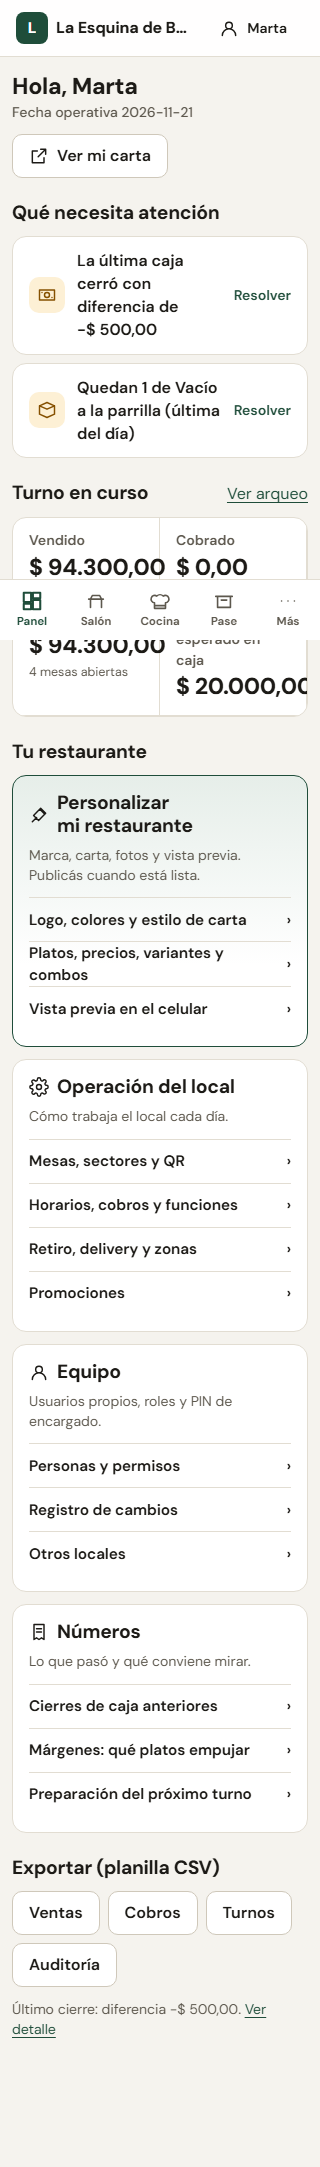 L La Esquina de B... Marta
Hola, Marta
Fecha operativa 2026-11-21
Ver mi carta
Qué necesita atención
La última caja
cerró con
diferencia de
-$ 500,00
Resolver
Quedan 1 de Vacío
a la parrilla (última
del día)
Resolver
Turno en curso Ver arqueo
Vendido Cobrado
$ 94.300,00 $ 0,00
Panel Salón Cocina Pase Más
$ 94.300,00
4 mesas abiertas
esperado en
caja
$ 20.000,00
Tu restaurante
Personalizar
mi restaurante
Marca, carta, fotos y vista previa.
Publicás cuando está lista.
Logo, colores y estilo de carta ›
Platos, precios, variantes y
combos ›
Vista previa en el celular ›
Operación del local
Cómo trabaja el local cada día.
Mesas, sectores y QR ›
Horarios, cobros y funciones ›
Retiro, delivery y zonas ›
Promociones ›
Equipo
Usuarios propios, roles y PIN de
encargado.
Personas y permisos ›
Registro de cambios ›
Otros locales ›
Números
Lo que pasó y qué conviene mirar.
Cierres de caja anteriores ›
Márgenes: qué platos empujar ›
Preparación del próximo turno ›
Exportar (planilla CSV)
Ventas Cobros Turnos
Auditoría
Último cierre: diferencia -$ 500,00. Ver
detalle